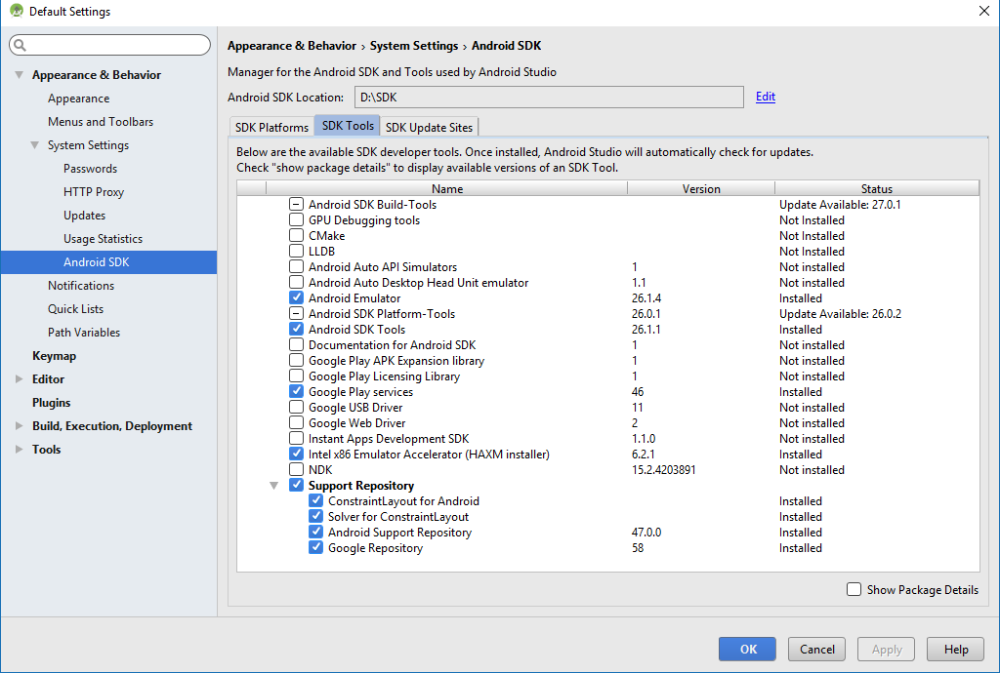 Default Settings
Appearance & Behavior
Appearance
Menus and Toolbars
System Settings
Passwords
HTTP Proxy
Updates
Usage Statistics
Android SDK
Notifications
Quick Lists
Path Variables
Keymap
Editor
Plugins
Build, Execution, Deployment
Tools
Appearance & Behavior › System Settings › Android SDK
Manager for the Android SDK and Tools used by Android Studio
Android SDK Location: D:\SDK Edit
SDK Platforms SDK Tools SDK Update Sites
Below are the available SDK developer tools. Once installed, Android Studio will automatically check for updates.
Check "show package details" to display available versions of an SDK Tool.
Name Version Status
Android SDK Build-Tools Update Available: 27.0.1
GPU Debugging tools Not Installed
CMake Not Installed
LLDB Not Installed
Android Auto API Simulators 1 Not installed
Android Auto Desktop Head Unit emulator 1.1 Not installed
Android Emulator 26.1.4 Installed
Android SDK Platform-Tools 26.0.1 Update Available: 26.0.2
Android SDK Tools 26.1.1 Installed
Documentation for Android SDK 1 Not installed
Google Play APK Expansion library 1 Not installed
Google Play Licensing Library 1 Not installed
Google Play services 46 Installed
Google USB Driver 11 Not installed
Google Web Driver 2 Not installed
Instant Apps Development SDK 1.1.0 Not installed
Intel x86 Emulator Accelerator (HAXM installer) 6.2.1 Installed
NDK 15.2.4203891 Not installed
Support Repository
ConstraintLayout for Android Installed
Solver for ConstraintLayout Installed
Android Support Repository 47.0.0 Installed
Google Repository 58 Installed
Show Package Details
OK Cancel Apply Help